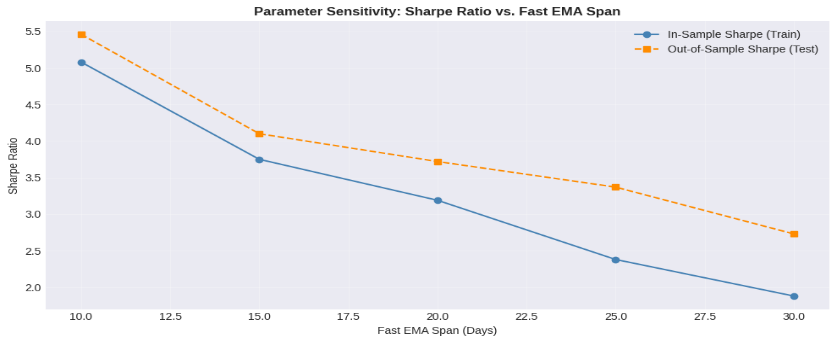 Parameter Sensitivity: Sharpe Ratio vs. Fast EMA Span
In-Sample Sharpe (Train)
Out-of-Sample Sharpe (Test)
Sharpe Ratio
5.5
5.0
4.5
4.0
3.5
3.0
2.5
2.0
10.0 12.5 15.0 17.5 20.0 22.5 25.0 27.5 30.0
Fast EMA Span (Days)